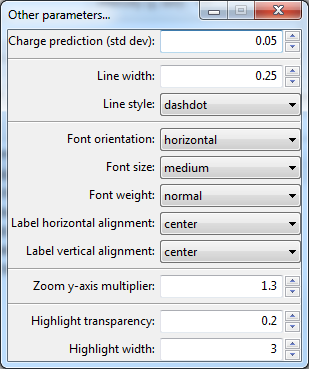 Other parameters...
Charge prediction (std dev): 0.05
Line width: 0.25
Line style: dashdot
Font orientation: horizontal
Font size: medium
Font weight: normal
Label horizontal alignment: center
Label vertical alignment: center
Zoom y-axis multiplier: 1.3
Highlight transparency: 0.2
Highlight width: 3